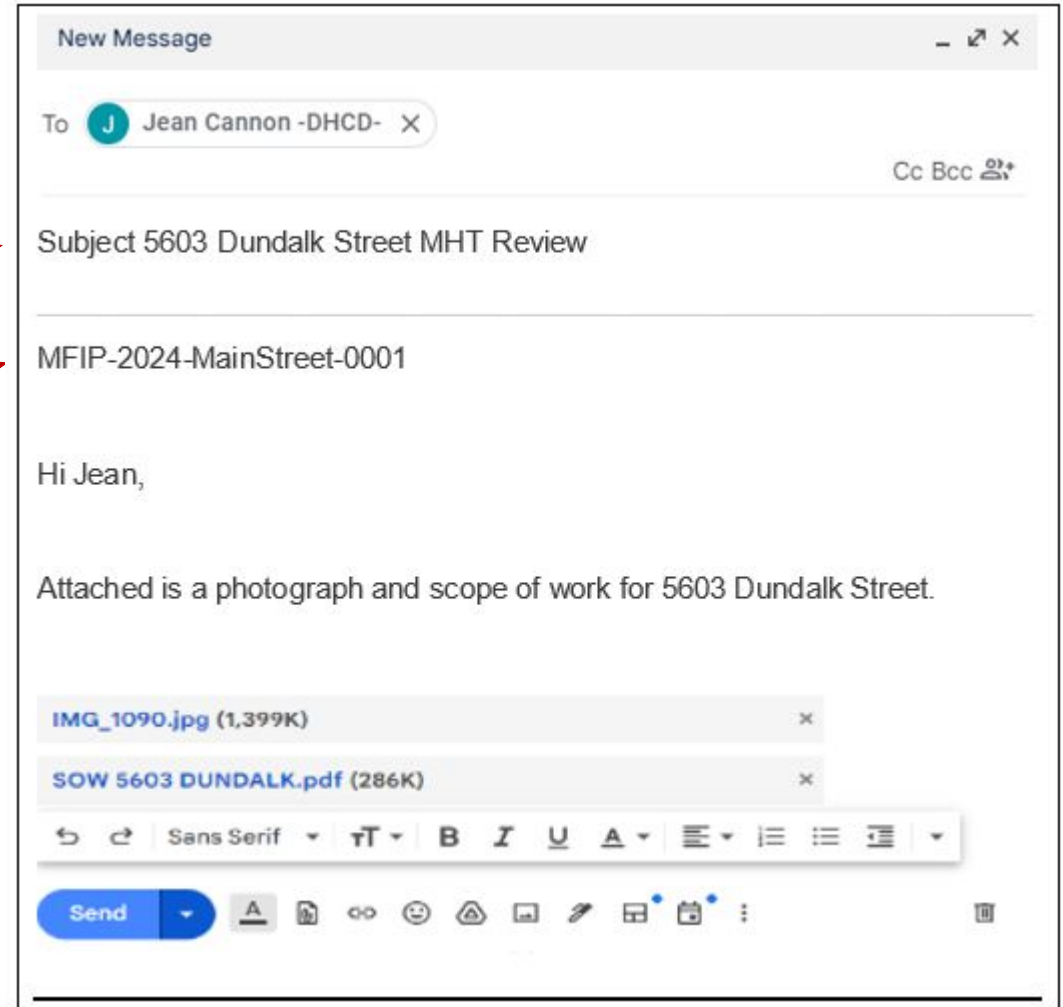 New Message
To J Jean Cannon -DHCD-
Cc Bcc
Subject 5603 Dundalk Street MHT Review
MFIP-2024-MainStreet-0001
Hi Jean,
Attached is a photograph and scope of work for 5603 Dundalk Street.
IMG_1090.jpg (1,399K)
SOW 5603 DUNDALK.pdf (286K)
Sans Serif TT B I U A
Send A